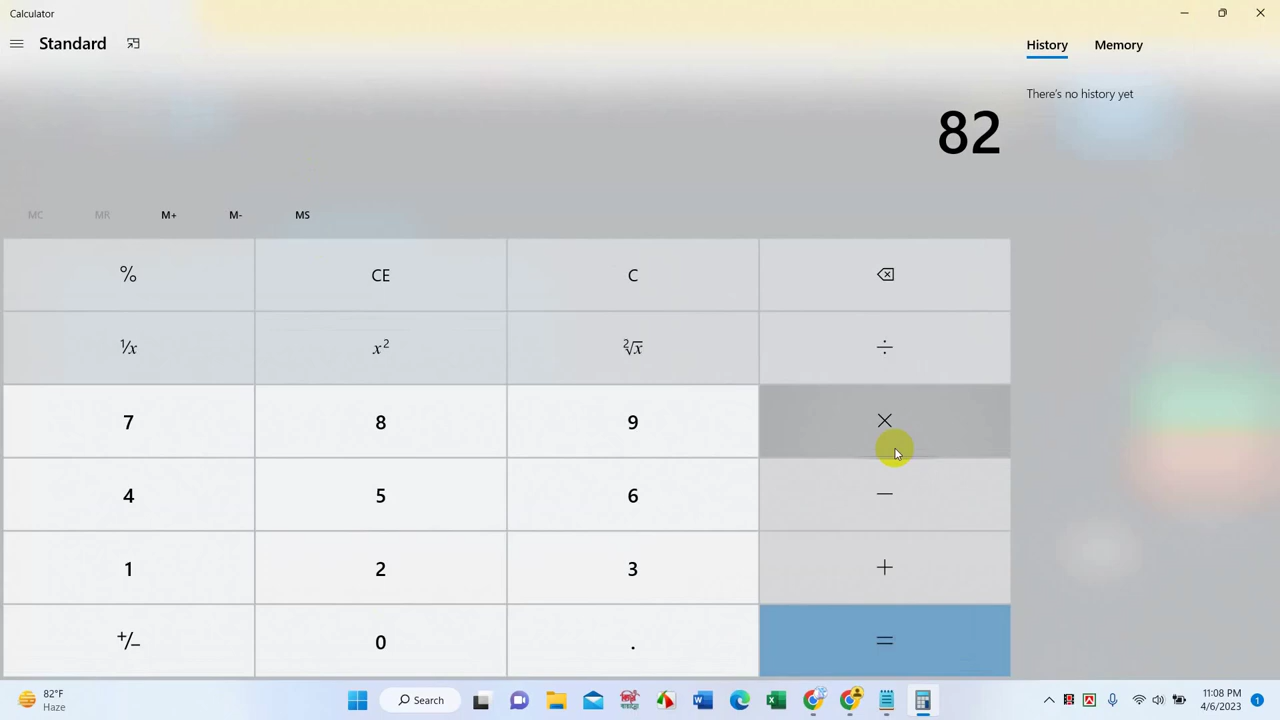 Calculator
Standard
History Memory
There's no history yet
82
MC MR M+ M- MS
% CE C
¹/x x² ²√x ÷
7 8 9 ×
4 5 6 −
1 2 3 +
+/− 0 . =
82°F
Haze
Search
11:08 PM
4/6/2023
1